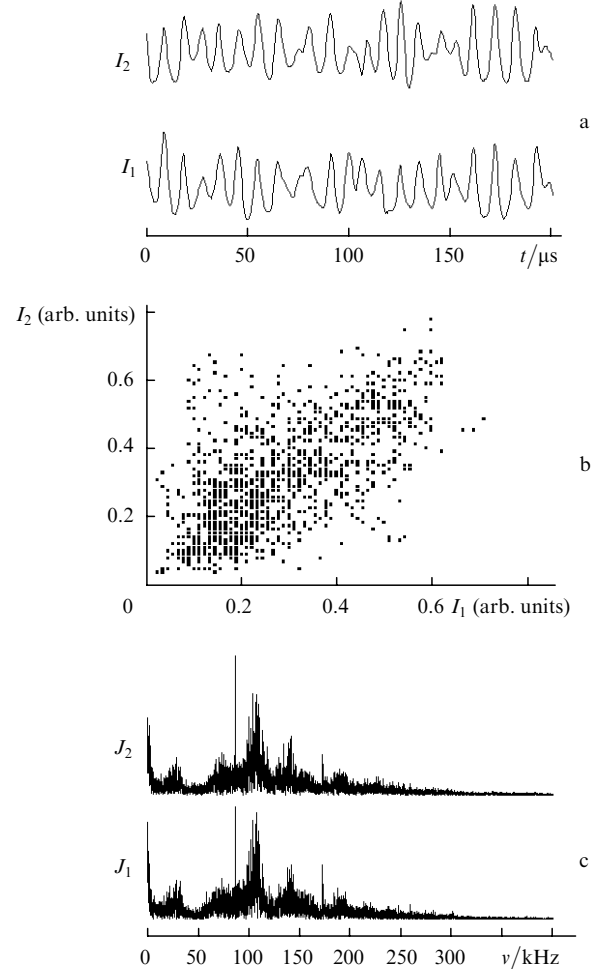 I₂
a
I₁
0 50 100 150 t/μs
I₂ (arb. units)
0.6
0.4
b
0.2
0 0.2 0.4 0.6 I₁ (arb. units)
J₂
J₁
c
0 50 100 150 200 250 300 ν/kHz